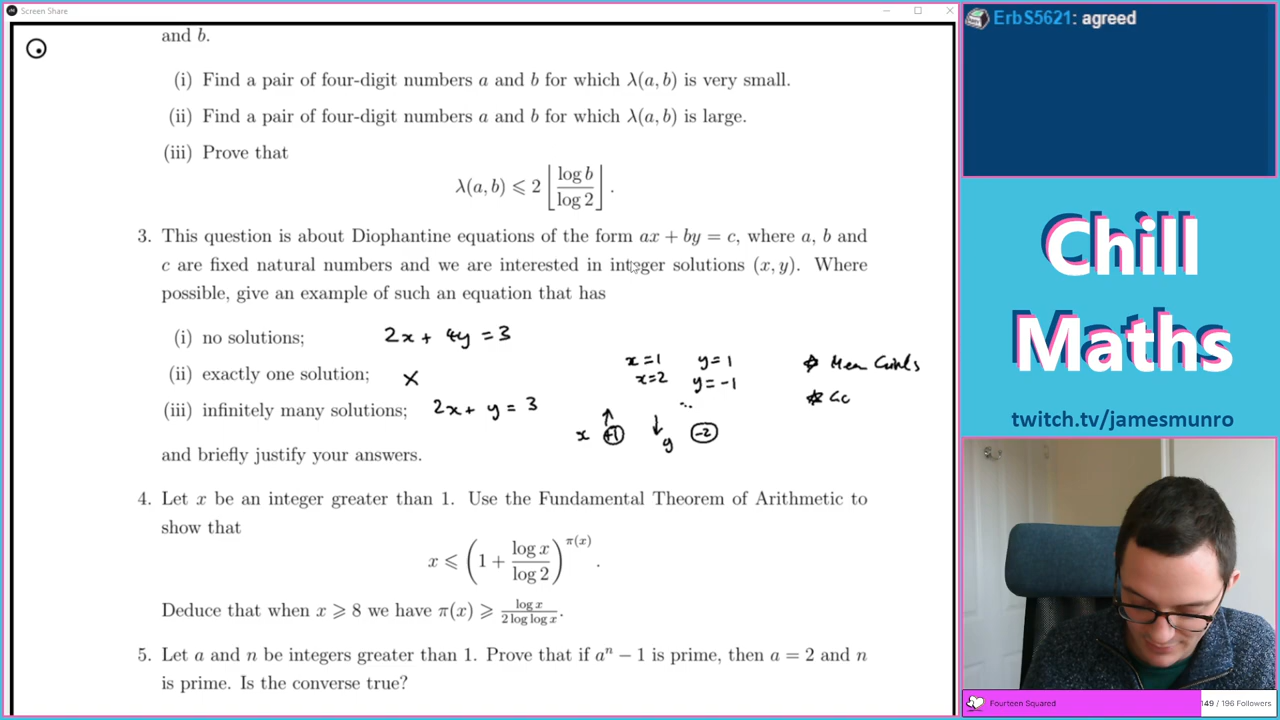 Screen Share
and b.
(i) Find a pair of four-digit numbers a and b for which λ(a, b) is very small.
(ii) Find a pair of four-digit numbers a and b for which λ(a, b) is large.
(iii) Prove that
λ(a, b) ⩽ 2 ⌊log b / log 2⌋ .
3. This question is about Diophantine equations of the form ax + by = c, where a, b and
c are fixed natural numbers and we are interested in integer solutions (x, y). Where
possible, give an example of such an equation that has
(i) no solutions; 2x + 4y = 3
(ii) exactly one solution; ×
(iii) infinitely many solutions; 2x + y = 3
x=1 y=1
x=2 y=-1
x +1 y -2
and briefly justify your answers.
4. Let x be an integer greater than 1. Use the Fundamental Theorem of Arithmetic to
show that
x ⩽ (1 + log x / log 2)^π(x) .
Deduce that when x ⩾ 8 we have π(x) ⩾ log x / 2 log log x .
5. Let a and n be integers greater than 1. Prove that if aⁿ − 1 is prime, then a = 2 and n
is prime. Is the converse true?
ErbS5621: agreed
Chill
Maths
twitch.tv/jamesmunro
Fourteen Squared
149 / 196 Followers